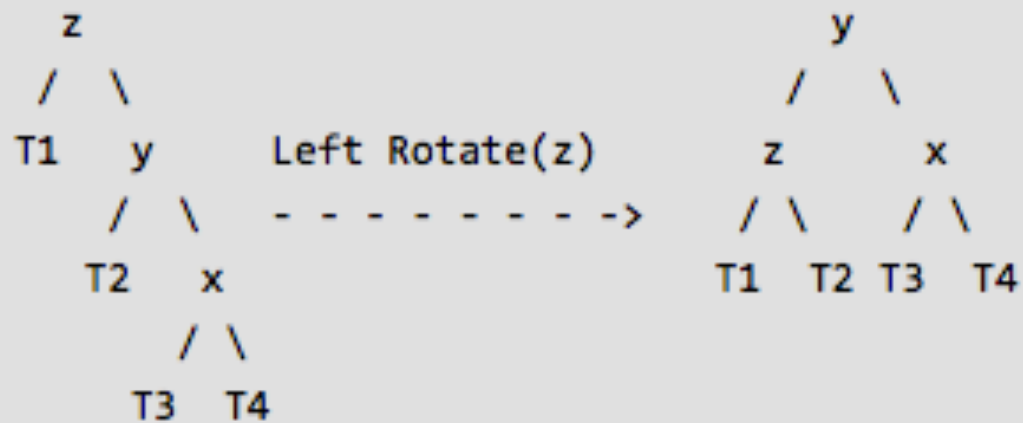 z                                y
/   \                            /     \
T1   y     Left Rotate(z)       z      x
/  \   - - - - - - - ->    / \    / \
T2   x                    T1  T2 T3  T4
/ \
T3  T4